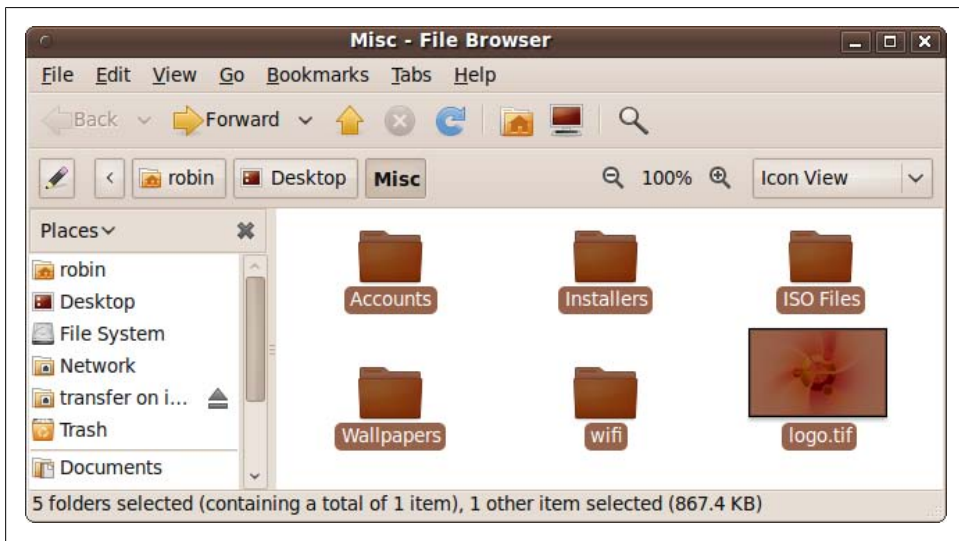 Misc - File Browser
File Edit View Go Bookmarks Tabs Help
Back Forward
robin Desktop Misc 100% Icon View
Places
robin
Desktop
File System
Network
transfer on i...
Trash
Documents
Accounts Installers ISO Files
Wallpapers wifi logo.tif
5 folders selected (containing a total of 1 item), 1 other item selected (867.4 KB)